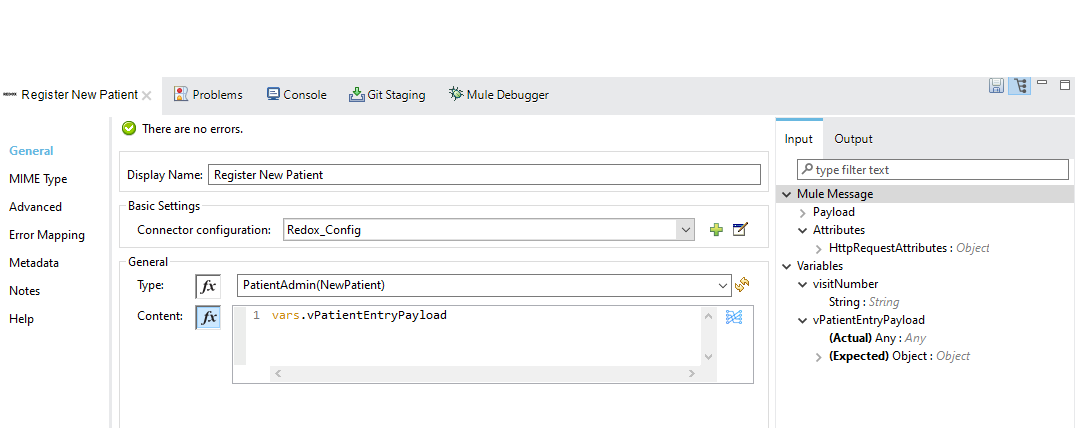 REDOX Register New Patient Problems Console Git Staging Mule Debugger
There are no errors.
General
MIME Type
Advanced
Error Mapping
Metadata
Notes
Help
Display Name: Register New Patient
Basic Settings
Connector configuration: Redox_Config
General
Type: fx PatientAdmin(NewPatient)
Content: fx 1 vars.vPatientEntryPayload
Input Output
type filter text
Mule Message
Payload
Attributes
HttpRequestAttributes : Object
Variables
visitNumber
String : String
vPatientEntryPayload
(Actual) Any : Any
(Expected) Object : Object